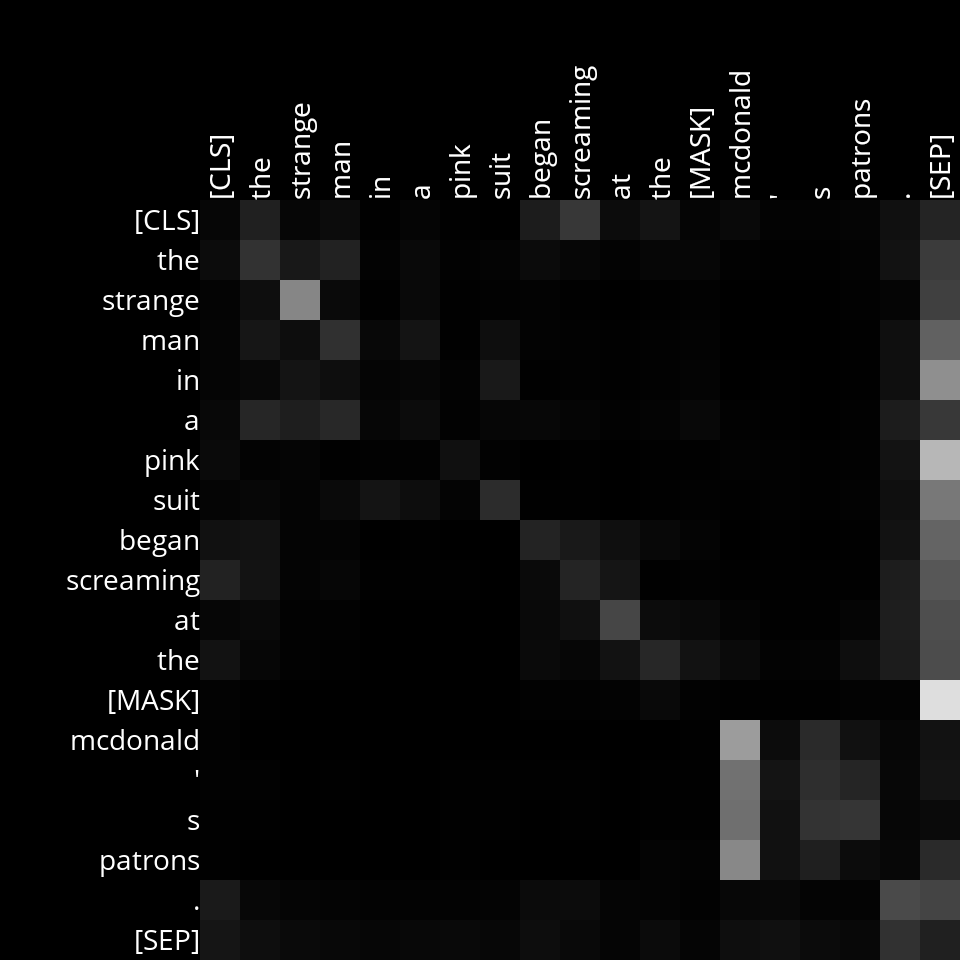 [CLS] the strange man in a pink suit began screaming at the [MASK] mcdonald ' s patrons . [SEP]
[CLS]
the
strange
man
in
a
pink
suit
began
screaming
at
the
[MASK]
mcdonald
'
s
patrons
.
[SEP]